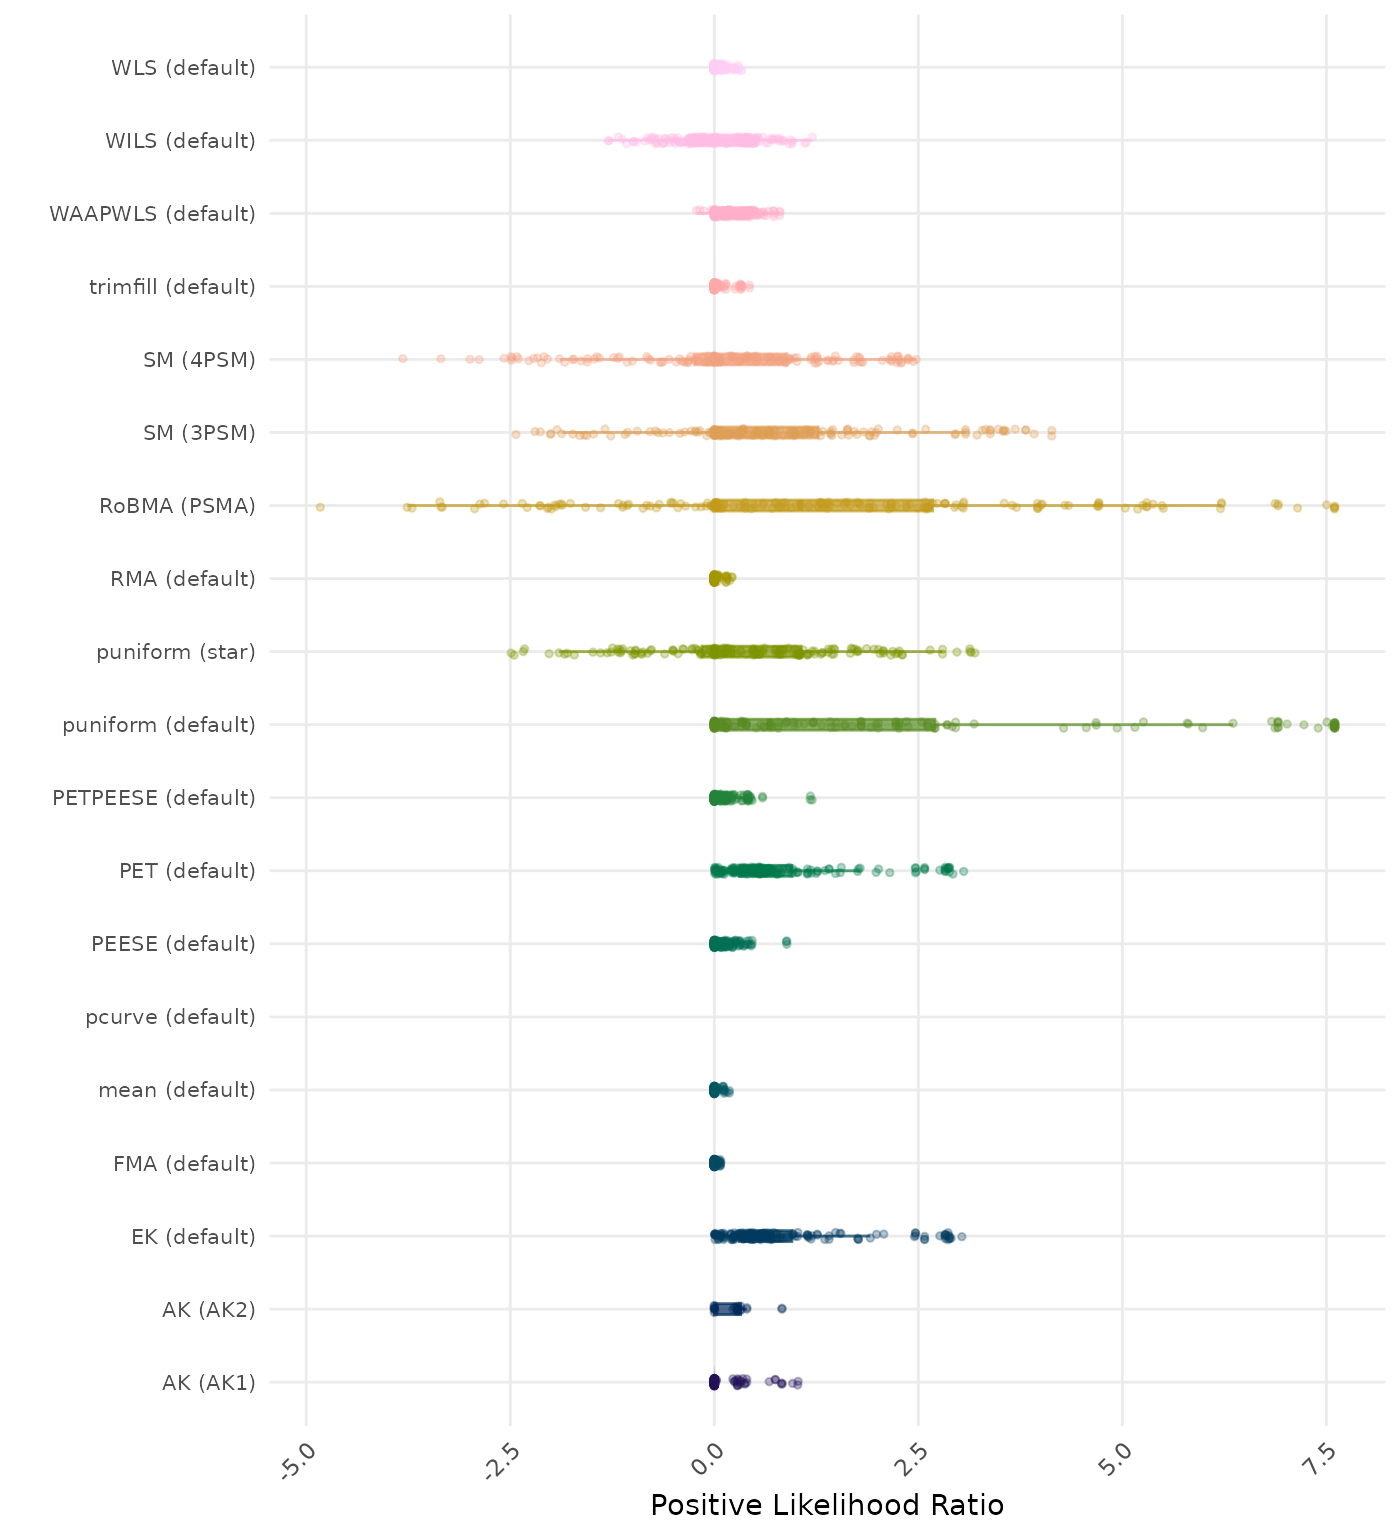 WLS (default)
WILS (default)
WAAPWLS (default)
trimfill (default)
SM (4PSM)
SM (3PSM)
RoBMA (PSMA)
RMA (default)
puniform (star)
puniform (default)
PETPEESE (default)
PET (default)
PEESE (default)
pcurve (default)
mean (default)
FMA (default)
EK (default)
AK (AK2)
AK (AK1)
-5.0 -2.5 0.0 2.5 5.0 7.5
Positive Likelihood Ratio